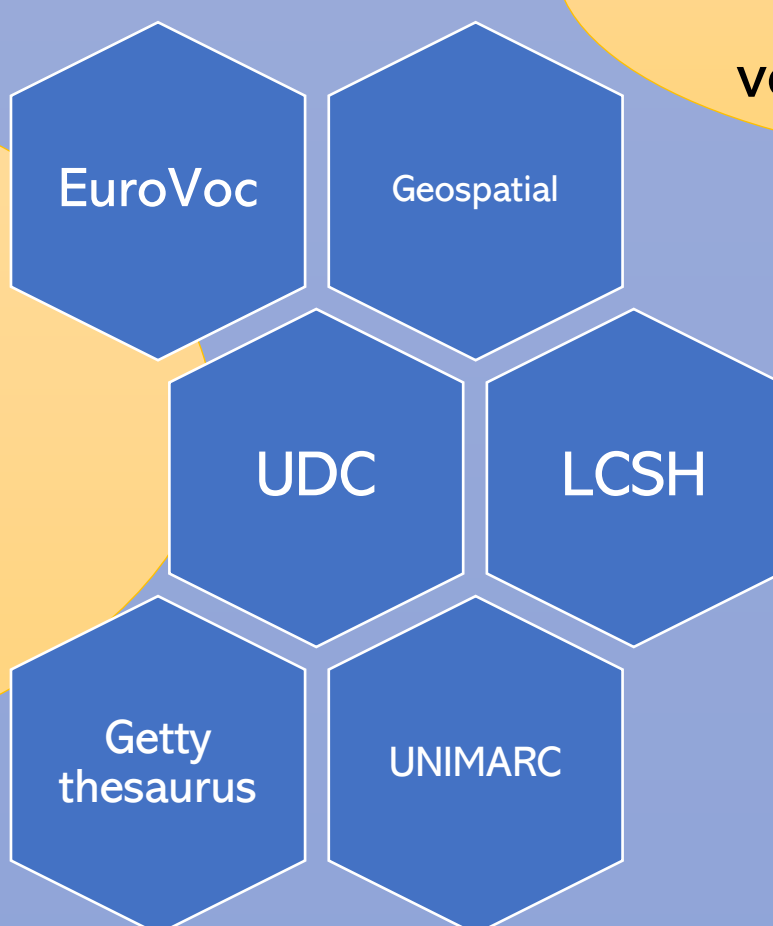 EuroVoc
Geospatial
UDC
LCSH
Getty
thesaurus
UNIMARC